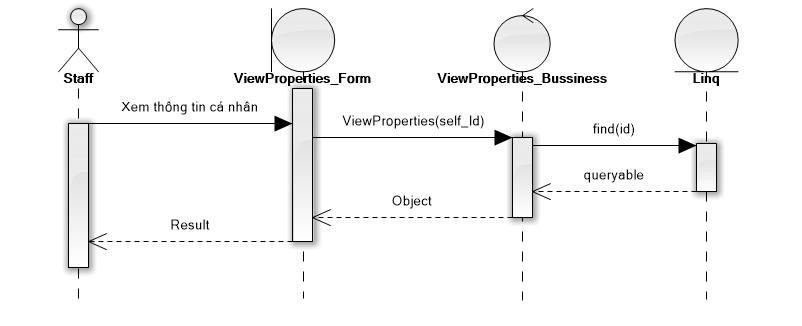 Staff
ViewProperties_Form
ViewProperties_Bussiness
Linq
Xem thông tin cá nhân
ViewProperties(self_Id)
find(id)
queryable
Object
Result